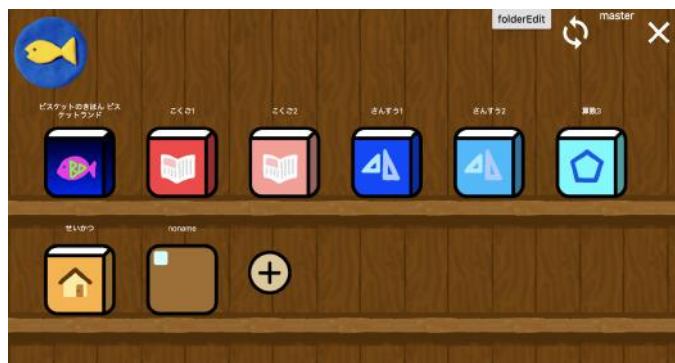 folderEdit
master
ビスケットのきほん ビス
ケットランド
こくご1
こくご2
さんすう1
さんすう2
算数3
せいかつ
noname